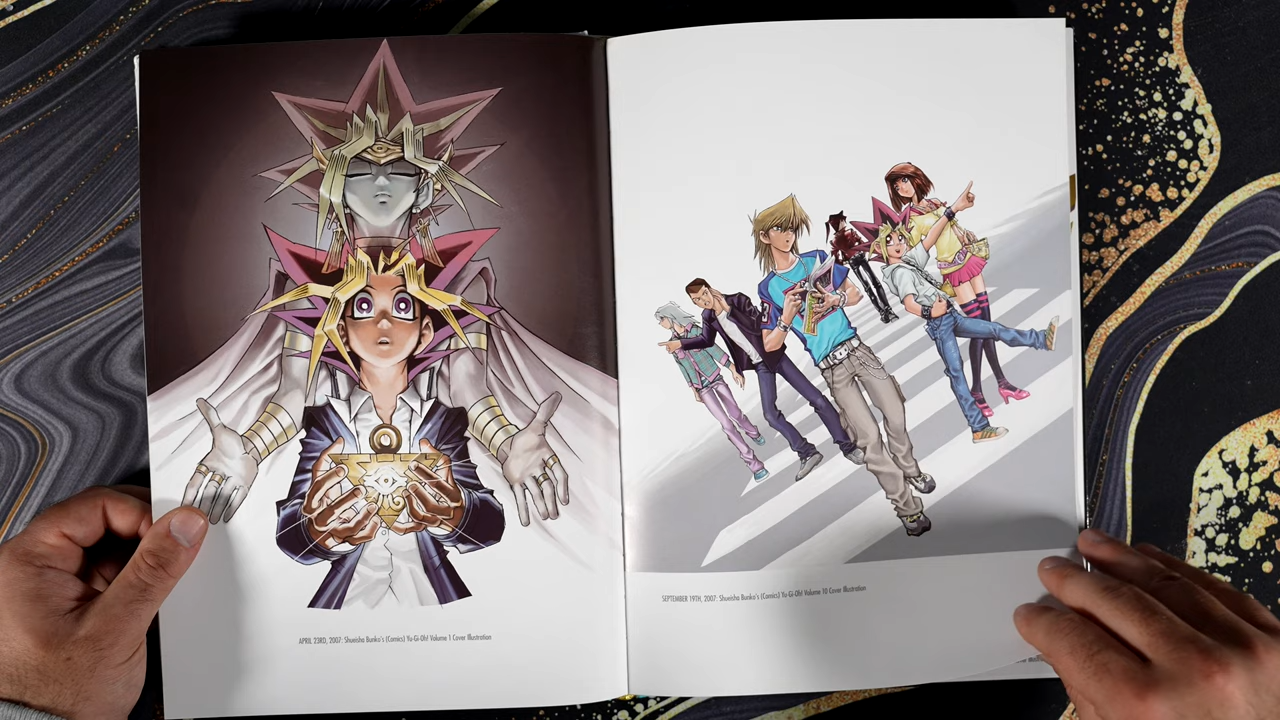 APRIL 23RD, 2007: Shueisha Bunko's (Comics) Yu-Gi-Oh! Volume 1 Cover Illustration
SEPTEMBER 19TH, 2007: Shueisha Bunko's (Comics) Yu-Gi-Oh! Volume 10 Cover Illustration